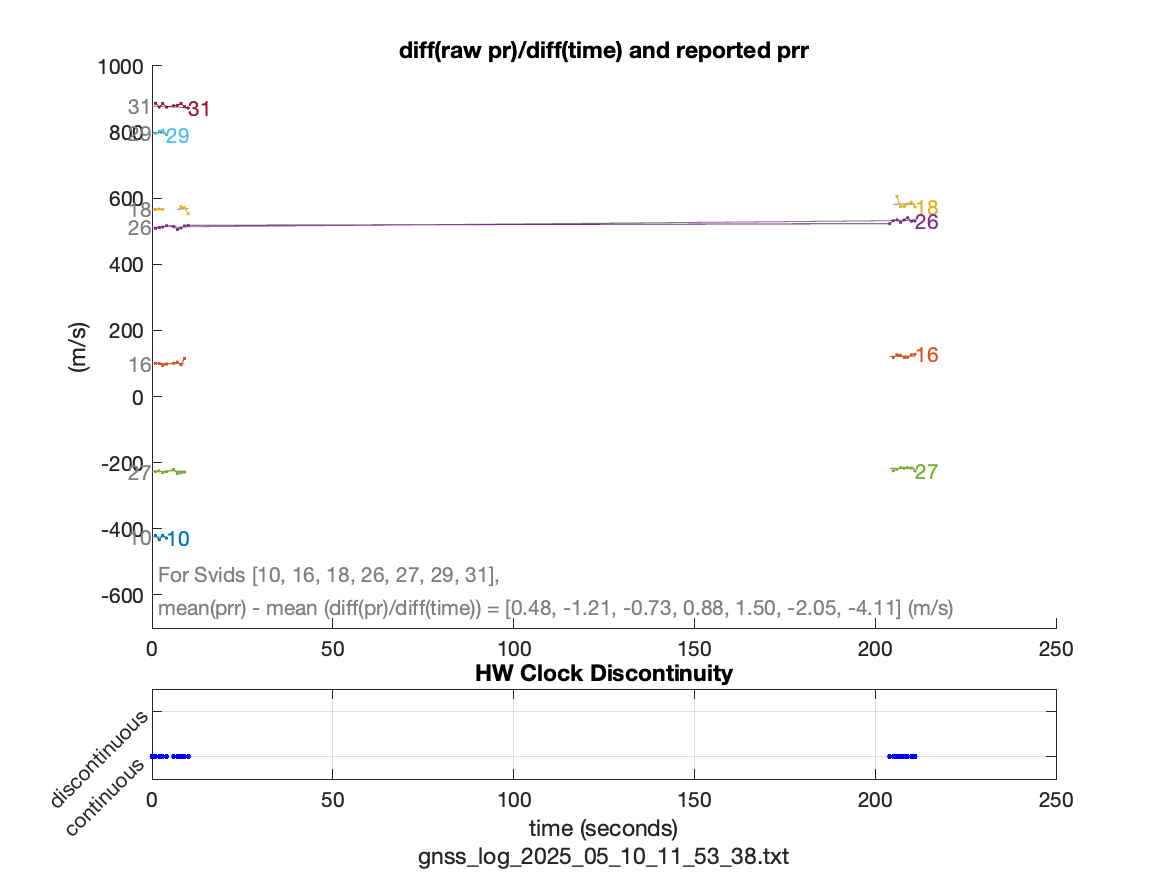 diff(raw pr)/diff(time) and reported prr
1000
31 31
800 29 29
600
18 18
26 26
400
(m/s)
200
16 16
0
-200
27 27
-400
10 10
For Svids [10, 16, 18, 26, 27, 29, 31],
-600
mean(prr) - mean (diff(pr)/diff(time)) = [0.48, -1.21, -0.73, 0.88, 1.50, -2.05, -4.11] (m/s)
0 50 100 150 200 250
HW Clock Discontinuity
discontinuous
continuous
0 50 100 150 200 250
time (seconds)
gnss_log_2025_05_10_11_53_38.txt